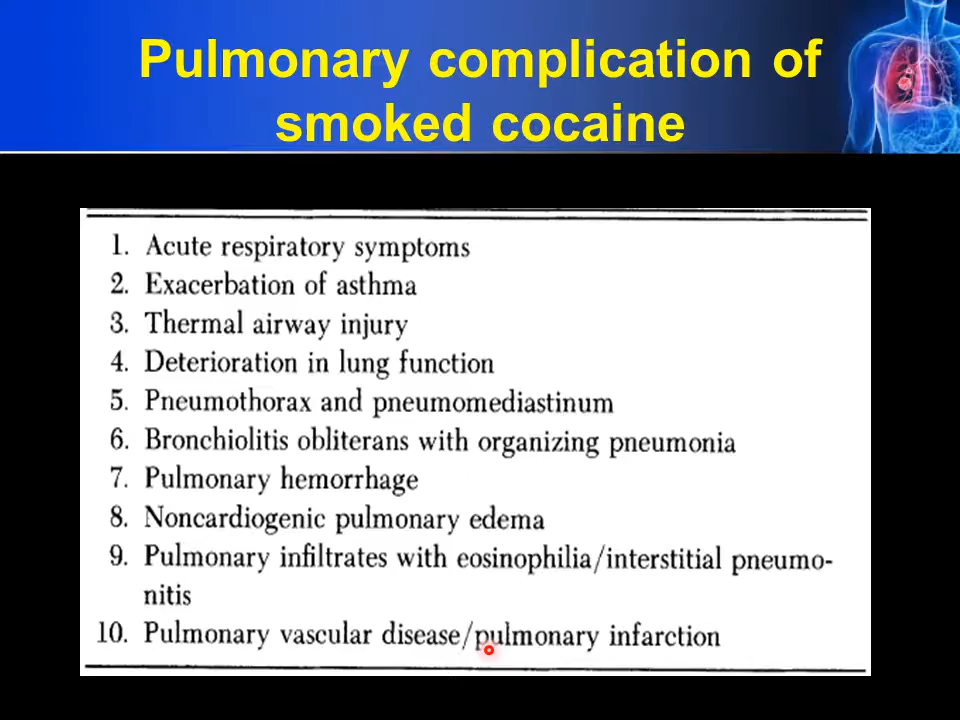 Pulmonary complication of
smoked cocaine
1. Acute respiratory symptoms
2. Exacerbation of asthma
3. Thermal airway injury
4. Deterioration in lung function
5. Pneumothorax and pneumomediastinum
6. Bronchiolitis obliterans with organizing pneumonia
7. Pulmonary hemorrhage
8. Noncardiogenic pulmonary edema
9. Pulmonary infiltrates with eosinophilia/interstitial pneumo-
nitis
10. Pulmonary vascular disease/pulmonary infarction